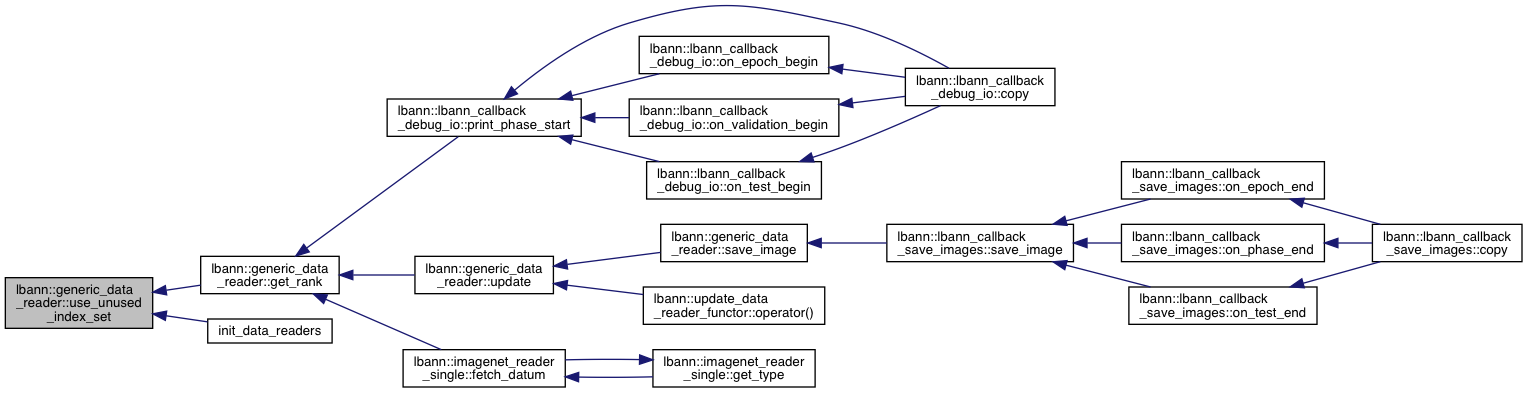 lbann::generic_data
_reader::use_unused
_index_set
lbann::generic_data
_reader::get_rank
init_data_readers
lbann::lbann_callback
_debug_io::print_phase_start
lbann::generic_data
_reader::update
lbann::imagenet_reader
_single::fetch_datum
lbann::lbann_callback
_debug_io::on_epoch_begin
lbann::lbann_callback
_debug_io::on_validation_begin
lbann::lbann_callback
_debug_io::on_test_begin
lbann::generic_data
_reader::save_image
lbann::update_data
_reader_functor::operator()
lbann::imagenet_reader
_single::get_type
lbann::lbann_callback
_debug_io::copy
lbann::lbann_callback
_save_images::save_image
lbann::lbann_callback
_save_images::on_epoch_end
lbann::lbann_callback
_save_images::on_phase_end
lbann::lbann_callback
_save_images::on_test_end
lbann::lbann_callback
_save_images::copy